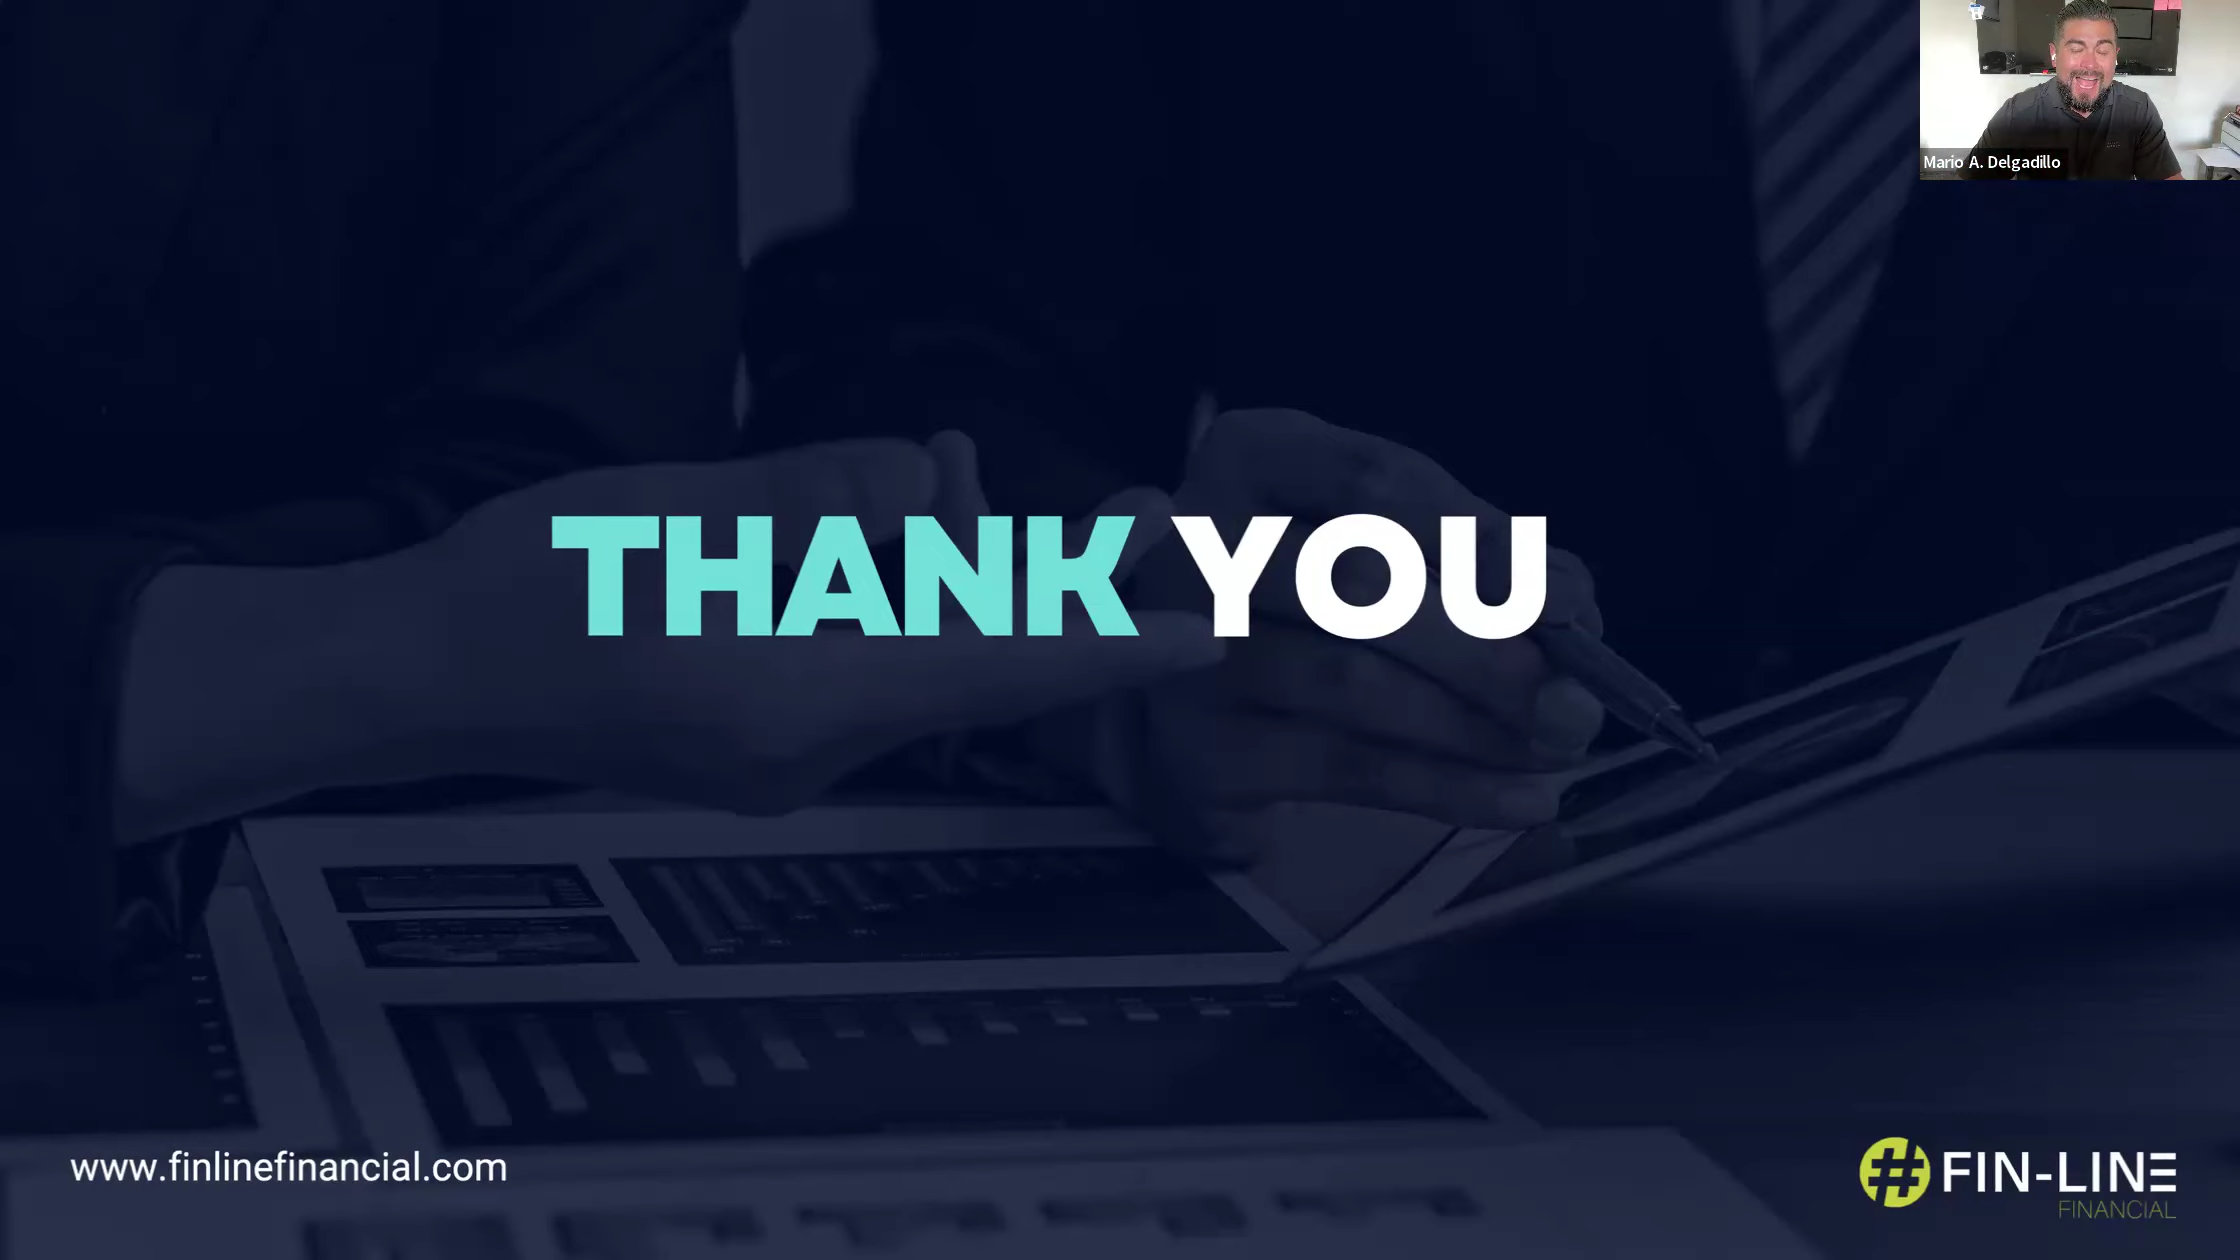 Mario A. Delgadillo
THANK YOU
www.finlinefinancial.com
FIN-LINE
FINANCIAL